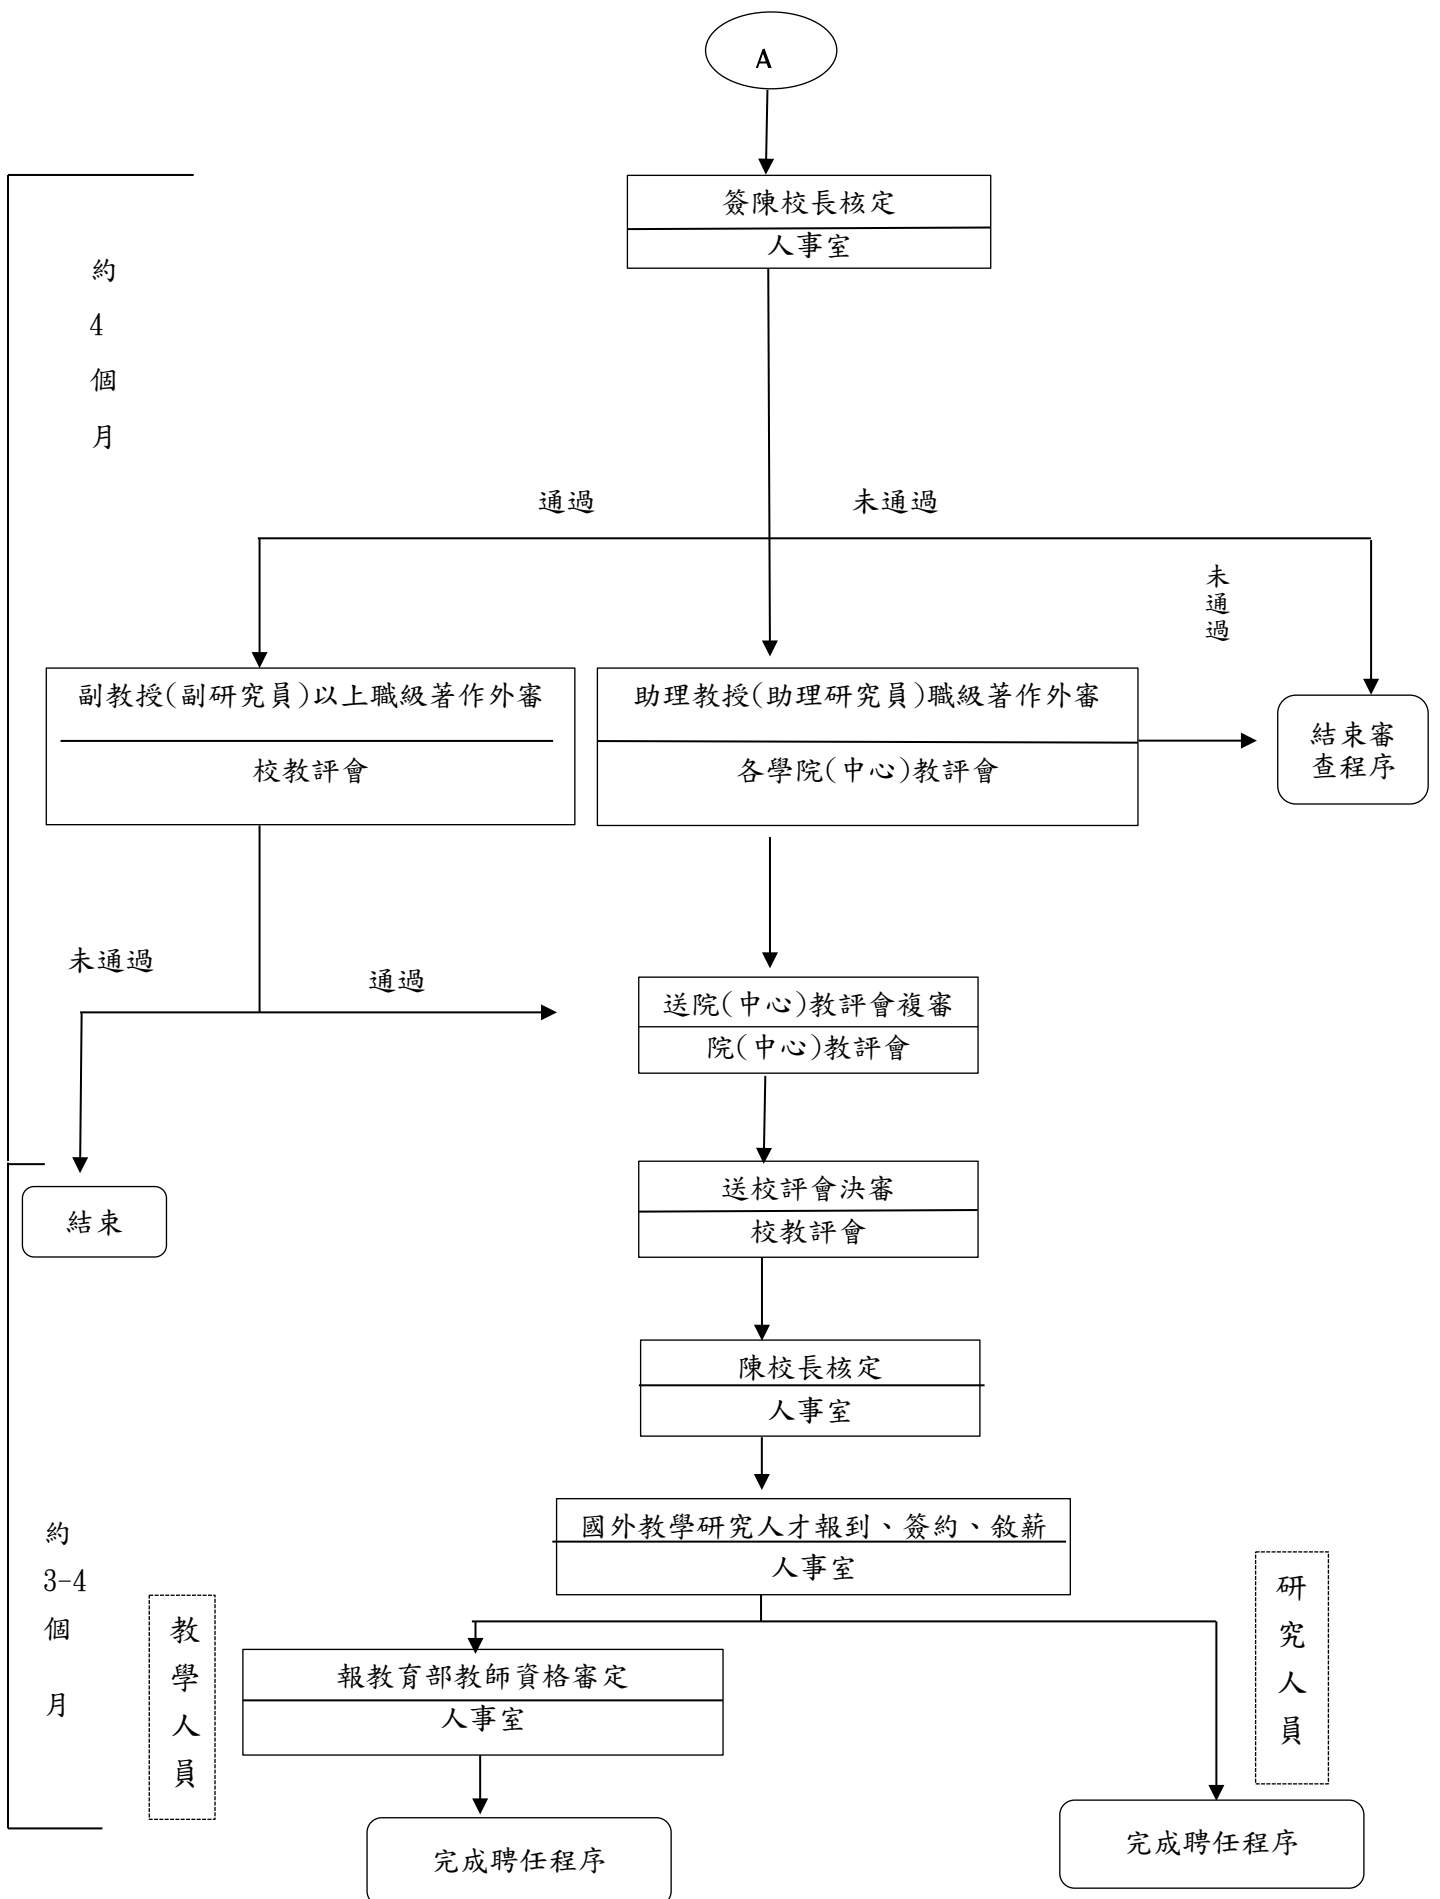 A
簽陳校長核定
人事室
約
4
個
月
通過
未通過
未
通
過
副教授(副研究員)以上職級著作外審
校教評會
助理教授(助理研究員)職級著作外審
各學院(中心)教評會
結束審
查程序
未通過
通過
送院(中心)教評會複審
院(中心)教評會
送校評會決審
校教評會
結束
陳校長核定
人事室
國外教學研究人才報到、簽約、敘薪
人事室
約
3-4
個
月
教
學
人
員
研
究
人
員
報教育部教師資格審定
人事室
完成聘任程序
完成聘任程序